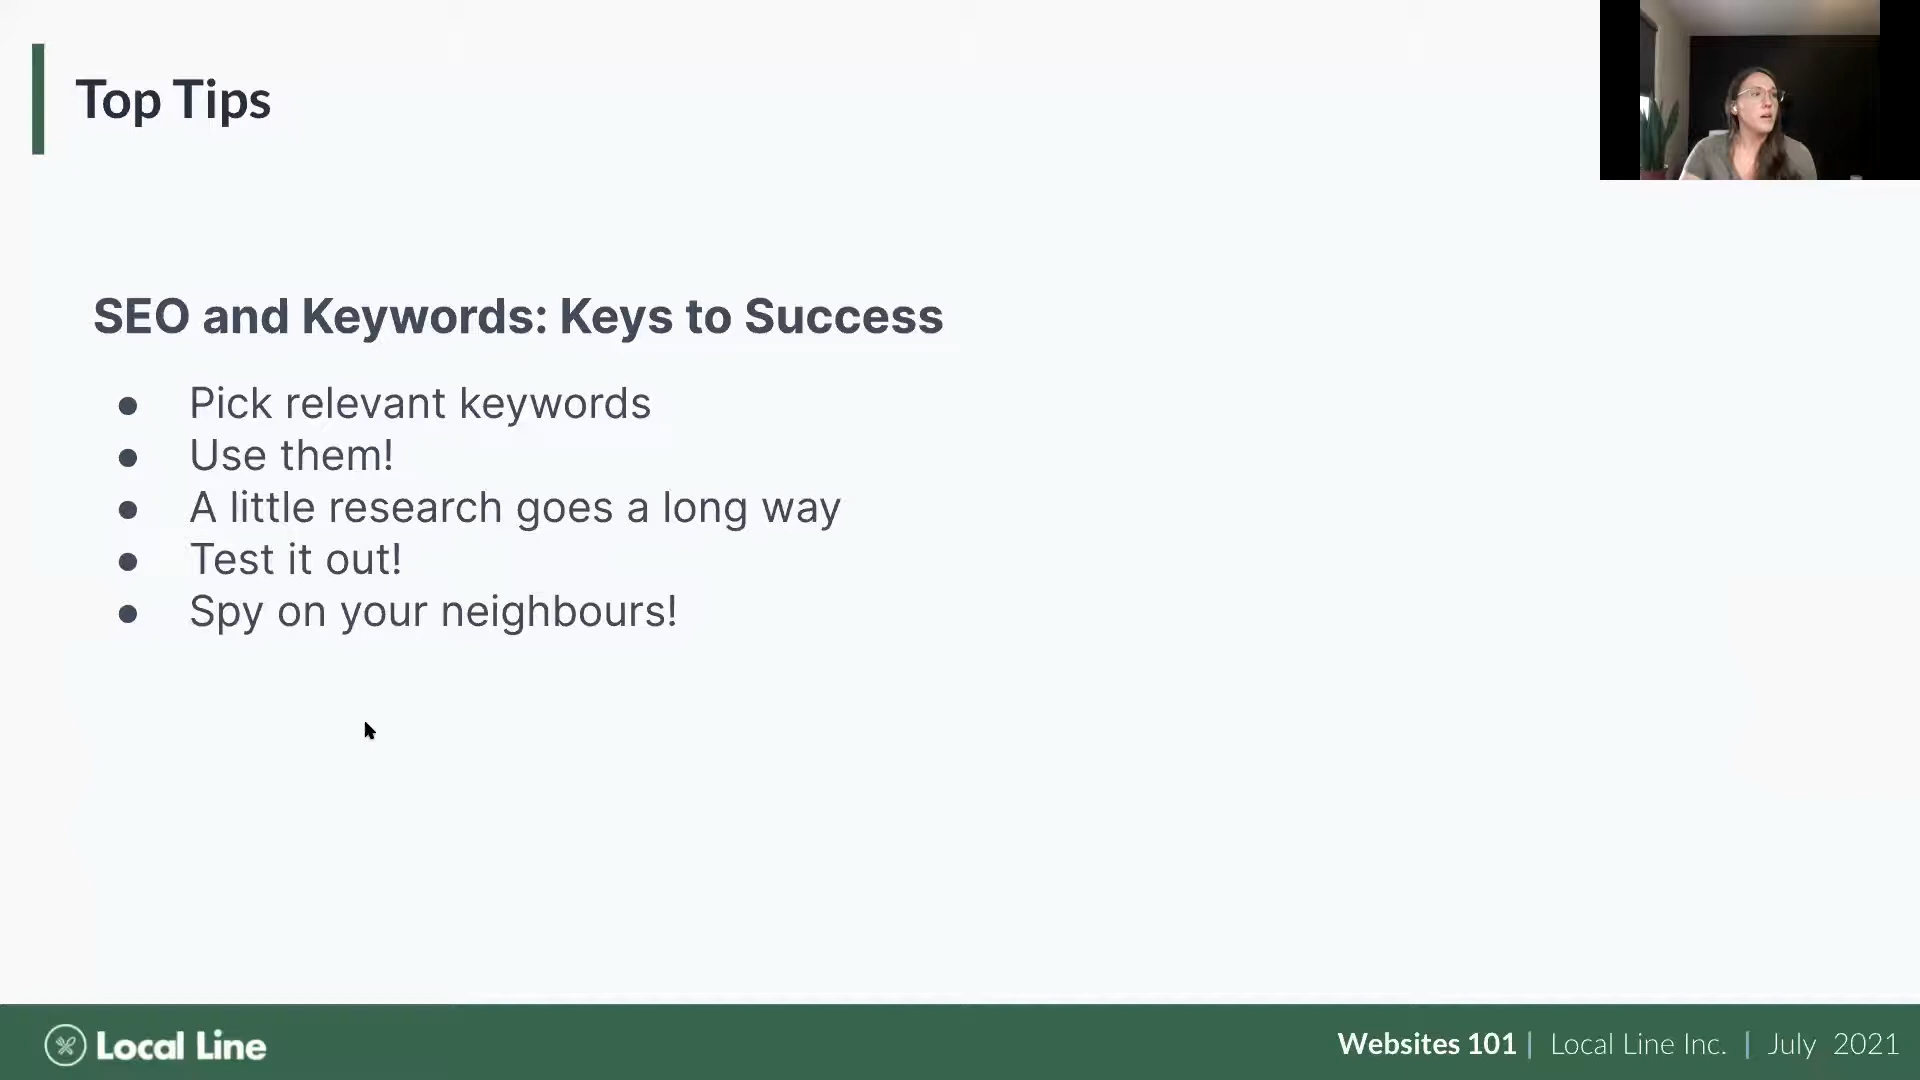 Top Tips
SEO and Keywords: Keys to Success
● Pick relevant keywords
● Use them!
● A little research goes a long way
● Test it out!
● Spy on your neighbours!
Local Line
Websites 101 | Local Line Inc. | July 2021